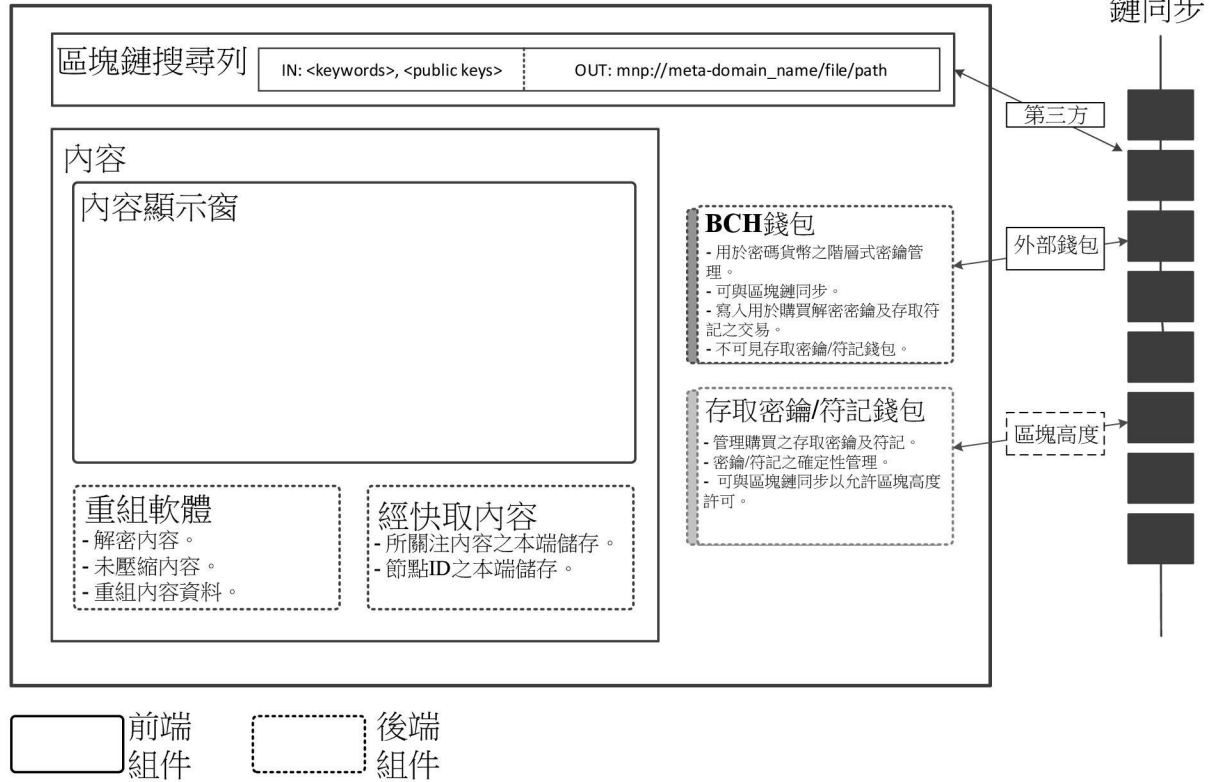 鏈同步
區塊鏈搜尋列
IN: <keywords>, <public keys>
OUT: mnp://meta-domain_name/file/path
第三方
內容
內容顯示窗
BCH錢包
- 用於密碼貨幣之階層式密鑰管
理。
- 可與區塊鏈同步。
- 寫入用於購買解密密鑰及存取符
記之交易。
- 不可見存取密鑰/符記錢包。
外部錢包
存取密鑰/符記錢包
- 管理購買之存取密鑰及符記。
- 密鑰/符記之確定性管理。
- 可與區塊鏈同步以允許區塊高度
許可。
區塊高度
重組軟體
- 解密內容。
- 未壓縮內容。
- 重組內容資料。
經快取內容
- 所關注內容之本端儲存。
- 節點ID之本端儲存。
前端
組件
後端
組件